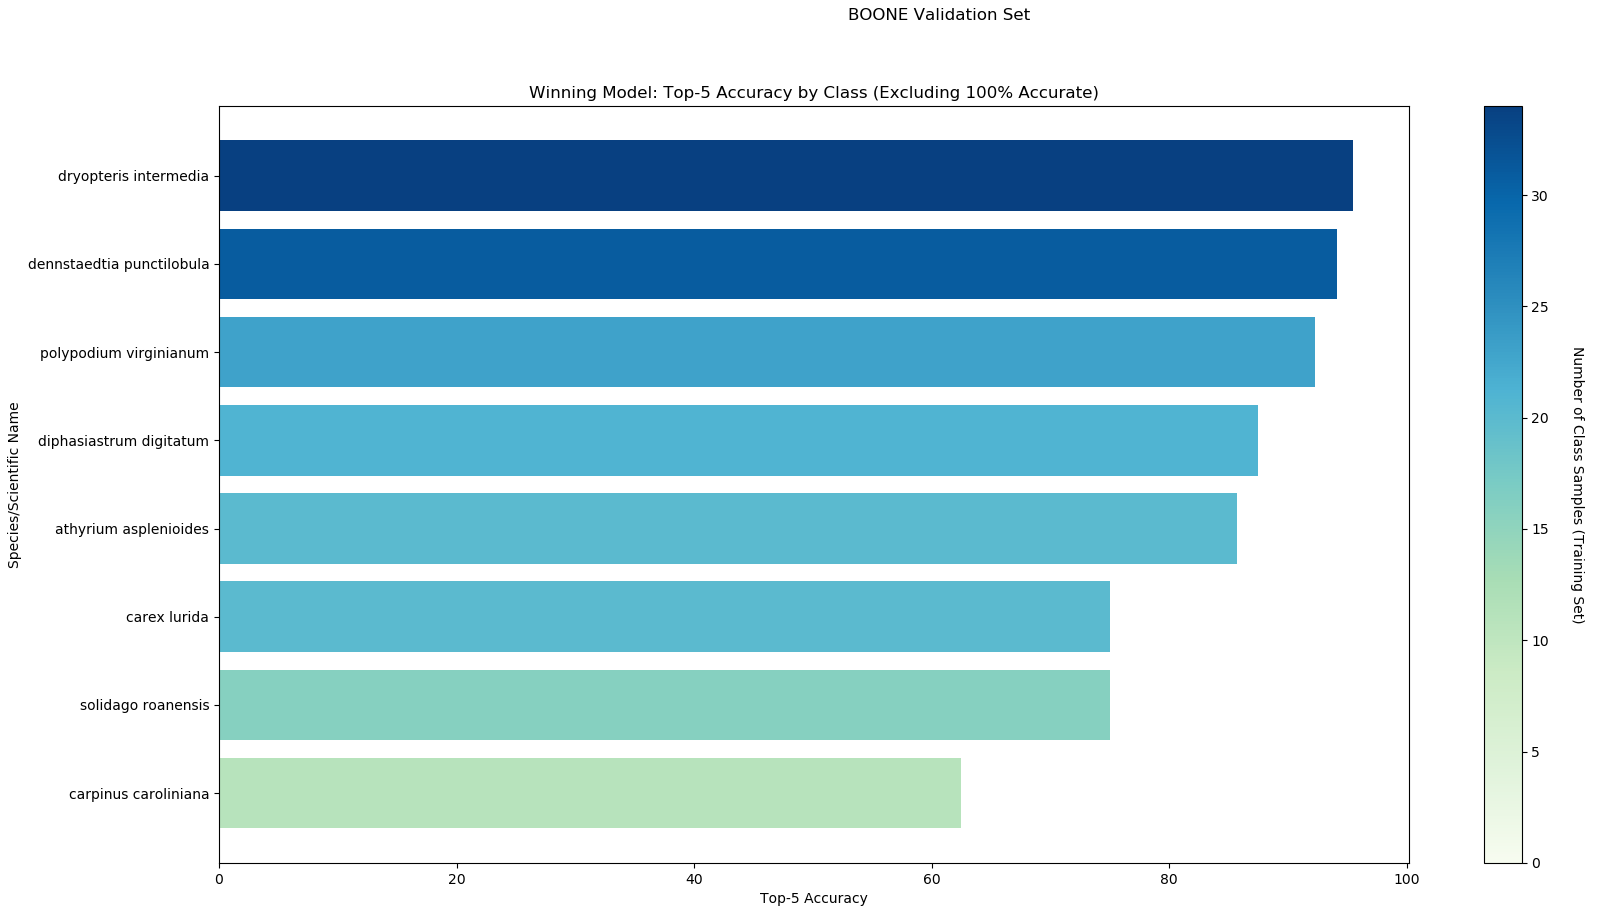 BOONE Validation Set
Winning Model: Top-5 Accuracy by Class (Excluding 100% Accurate)
Species/Scientific Name
dryopteris intermedia
dennstaedtia punctilobula
polypodium virginianum
diphasiastrum digitatum
athyrium asplenioides
carex lurida
solidago roanensis
carpinus caroliniana
0 20 40 60 80 100
Top-5 Accuracy
30
25
20
15
10
5
0
Number of Class Samples (Training Set)